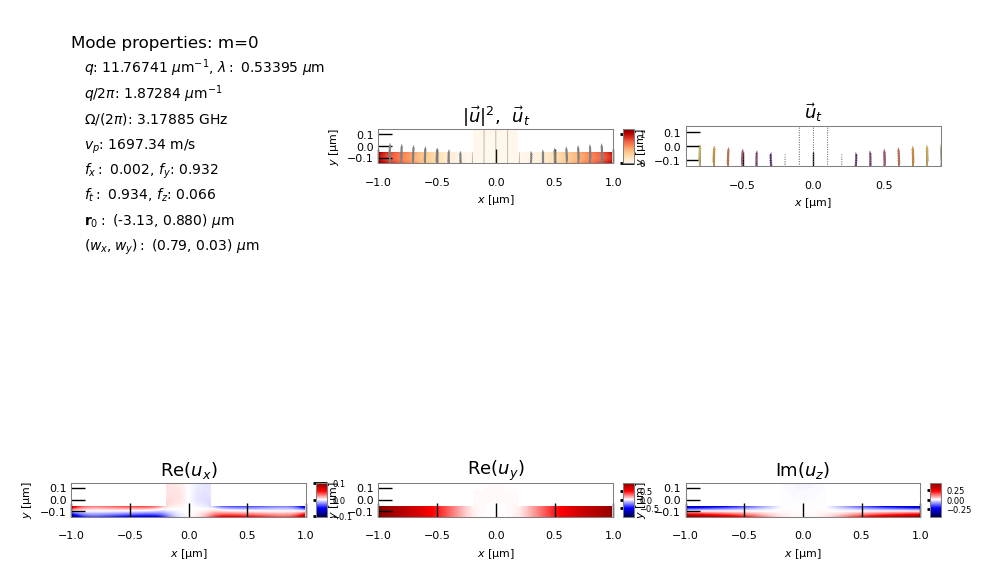 Mode properties: m=0
q: 11.76741 μm⁻¹, λ : 0.53395 μm
q/2π: 1.87284 μm⁻¹
Ω/(2π): 3.17885 GHz
vₚ: 1697.34 m/s
fₓ : 0.002, f_y: 0.932
f_t : 0.934, f_z: 0.066
r₀ : (-3.13, 0.880) μm
(wₓ, w_y) : (0.79, 0.03) μm
|u⃗|², u⃗_t
y [μm]
0.1
0.0
−0.1
−1.0 −0.5 0.0 0.5 1.0
x [μm]
u⃗_t
0.1
0.0
−0.1
−0.5 0.0 0.5
x [μm]
Re(uₓ)
y [μm]
0.1
0.0
−0.1
−1.0 −0.5 0.0 0.5 1.0
x [μm]
Re(u_y)
0.1
0.0
−0.1
−1.0 −0.5 0.0 0.5 1.0
x [μm]
Im(u_z)
0.1
0.0
−0.1
−1.0 −0.5 0.0 0.5 1.0
x [μm]
0.25
0.00
−0.25